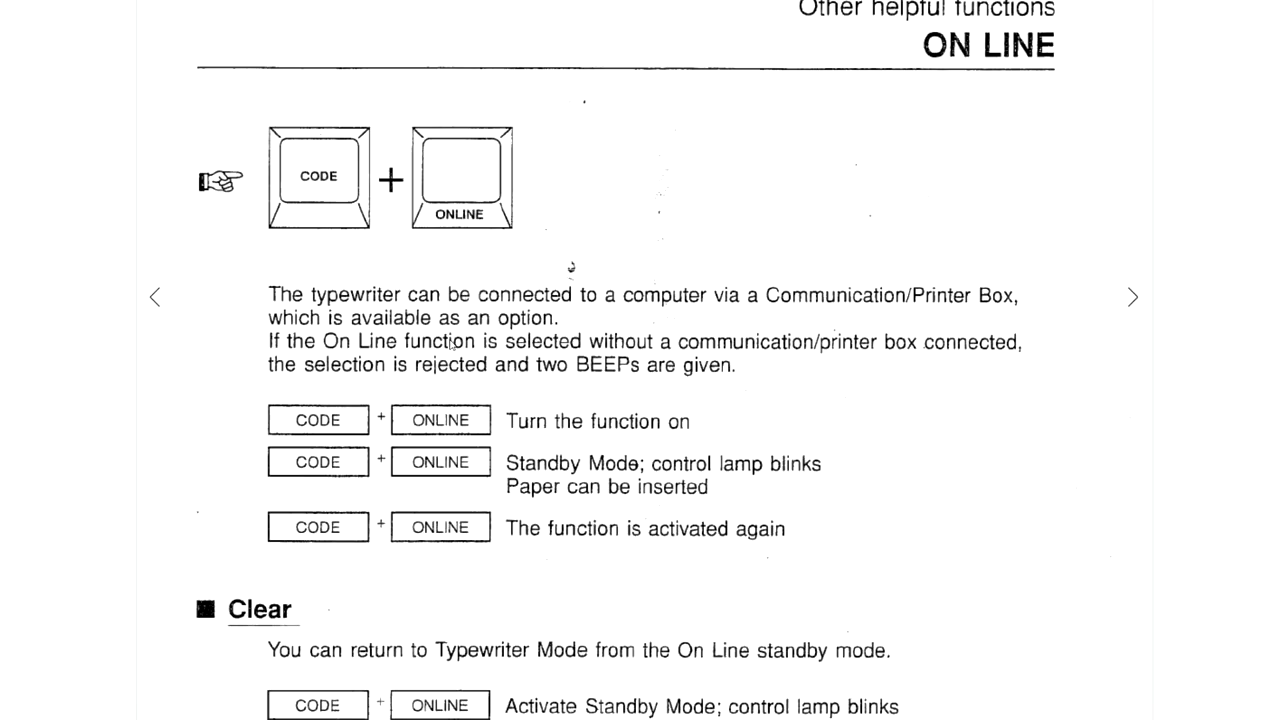 Other helpful functions
ON LINE
CODE + ONLINE
The typewriter can be connected to a computer via a Communication/Printer Box,
which is available as an option.
If the On Line function is selected without a communication/printer box connected,
the selection is rejected and two BEEPs are given.
CODE + ONLINE Turn the function on
CODE + ONLINE Standby Mode; control lamp blinks
Paper can be inserted
CODE + ONLINE The function is activated again
Clear
You can return to Typewriter Mode from the On Line standby mode.
CODE + ONLINE Activate Standby Mode; control lamp blinks